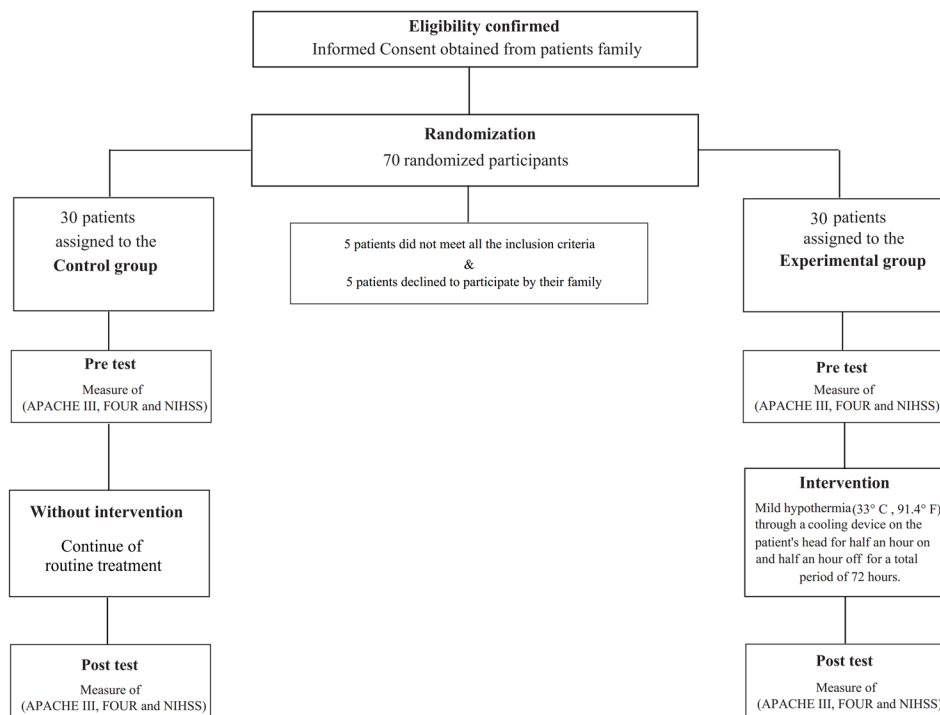 Eligibility confirmed
Informed Consent obtained from patients family
Randomization
70 randomized participants
30 patients
assigned to the
Control group
5 patients did not meet all the inclusion criteria
&
5 patients declined to participate by their family
30 patients
assigned to the
Experimental group
Pre test
Measure of
(APACHE III, FOUR and NIHSS)
Pre test
Measure of
(APACHE III, FOUR and NIHSS)
Without intervention
Continue of
routine treatment
Intervention
Mild hypothermia (33° C , 91.4° F)
through a cooling device on the
patient's head for half an hour on
and half an hour off for a total
period of 72 hours.
Post test
Measure of
(APACHE III, FOUR and NIHSS)
Post test
Measure of
(APACHE III, FOUR and NIHSS)